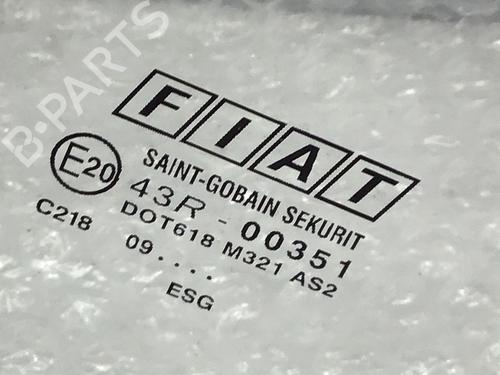 B-PARTS
FIAT
SAINT-GOBAIN SEKURIT
E20 43R - 00351
DOT618 M321 AS2
C218
09....
ESG